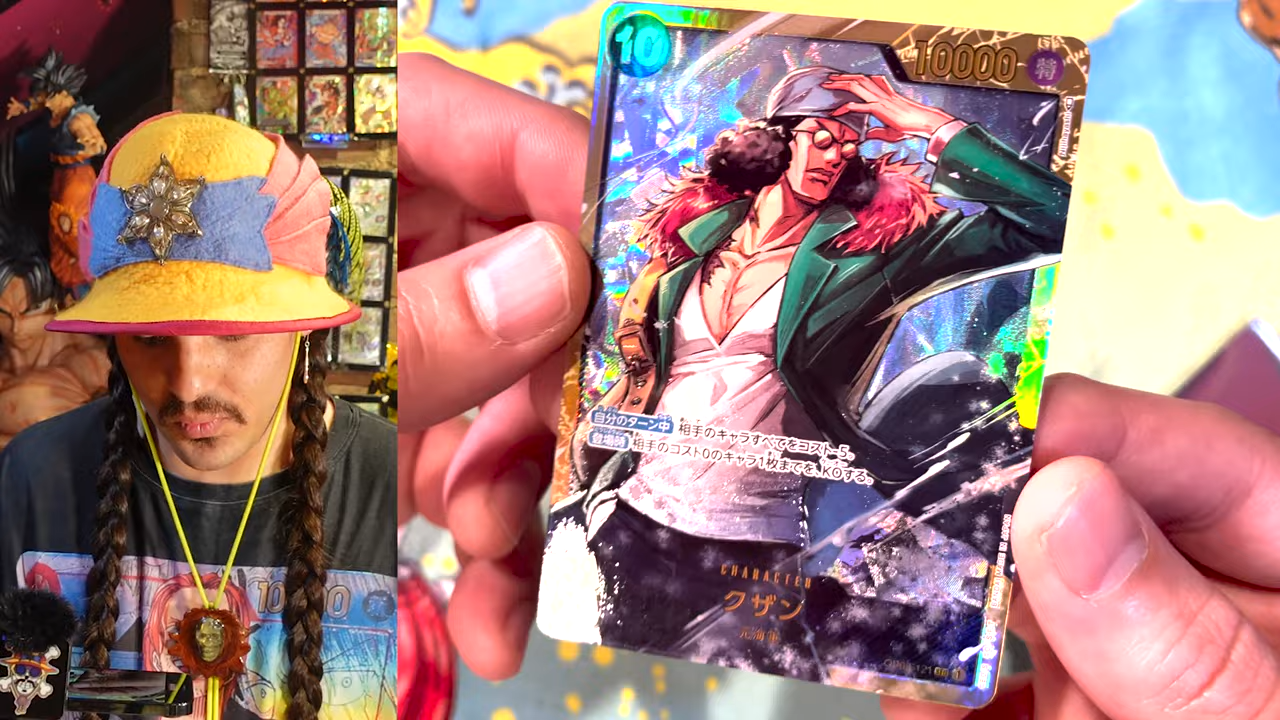 10
10000
特
自分のターン中 相手のキャラすべてをコスト-5。
登場時 相手のコスト0のキャラ1枚までを、KOする。
CHARACTER
クザン
元海軍